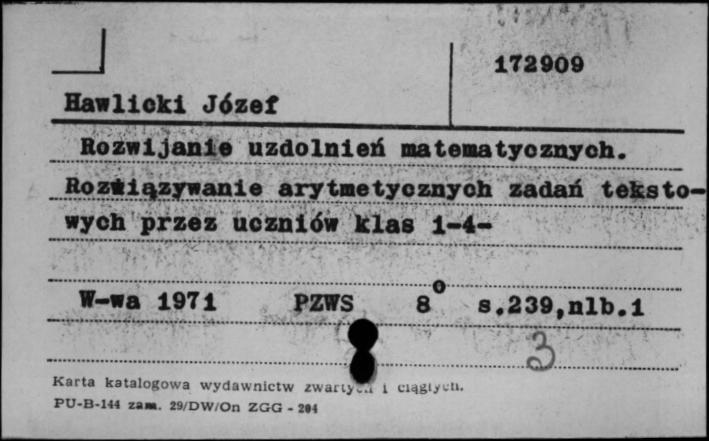 172909
Hawlicki Józef
Rozwijanie uzdolnień matematycznych.
Rozwiązywanie arytmetycznych zadań teksto-
wych przez uczniów klas 1-4-
W-wa 1971 PZWS 8o s.239,nlb.1
3
Karta katalogowa wydawnictw zwartych i ciągłych.
PU-B-144 zam. 29/DW/On ZGG - 204